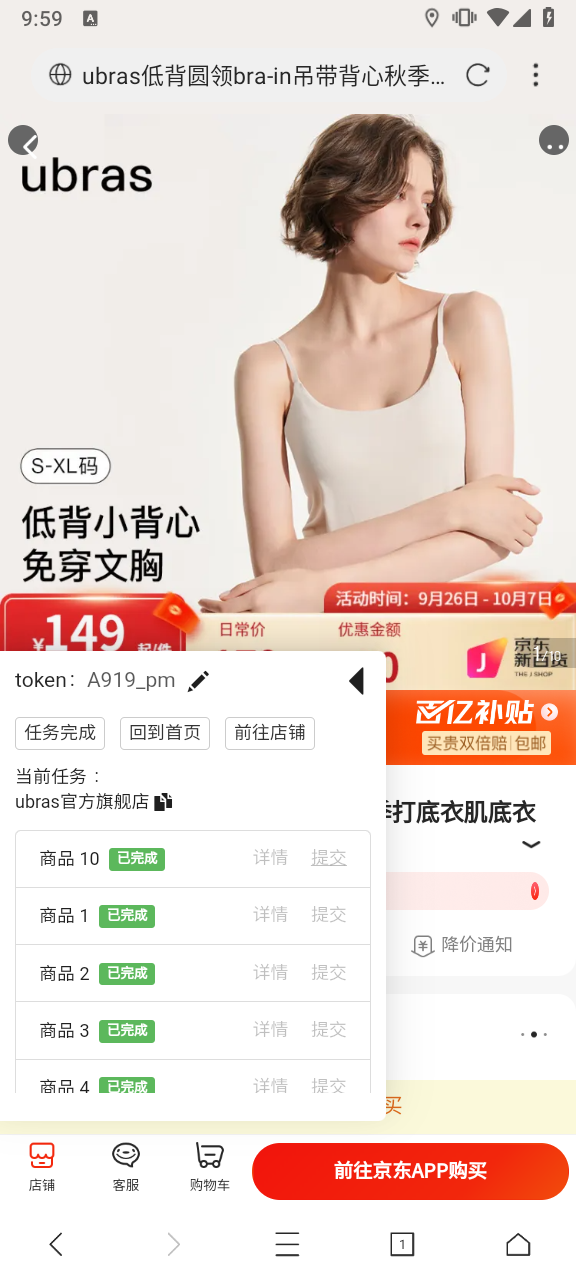 9:59
A
ubras低背圆领bra-in吊带背心秋季...
ubras
S-XL码
低背小背心
免穿文胸
活动时间：9月26日 - 10月7日
¥149
日常价
优惠金额
京东
新百货
THE J SHOP
1/10
token： A919_pm
任务完成
回到首页
前往店铺
百亿补贴
买贵双倍赔 包邮
当前任务 ：
ubras官方旗舰店
打底衣肌底衣
商品 10 已完成 详情 提交
商品 1 已完成 详情 提交
降价通知
商品 2 已完成 详情 提交
商品 3 已完成 详情 提交
商品 4 已完成 详情 提交
买
店铺
客服
购物车
前往京东APP购买
1